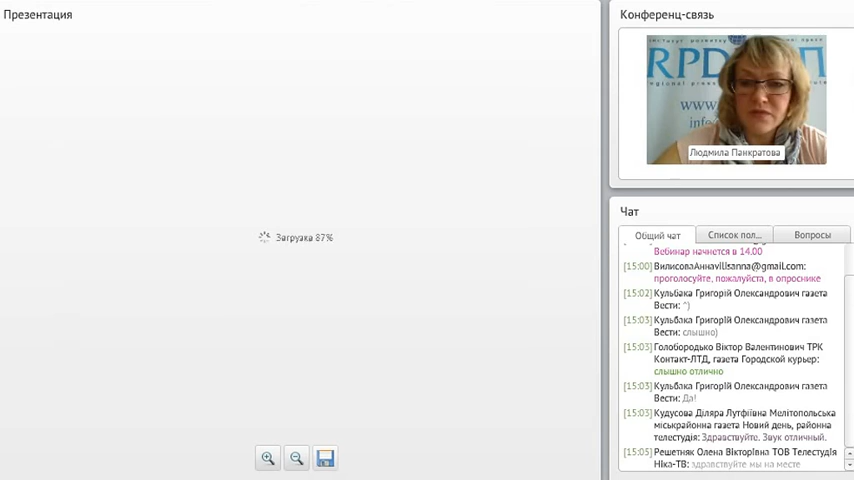 Презентация
Загрузка 87%
Конференц-связь
RPD
www.
Людмила Панкратова
Чат
Общий чат
Список пол...
Вопросы
Вебинар начнется в 14.00
[15:00] ВилисоваАннаvilisanna@gmail.com:
проголосуйте, пожалуйста, в опроснике
[15:02] Кульбака Григорій Олександрович газета
Вести: ^)
[15:03] Кульбака Григорій Олександрович газета
Вести: слышно)
[15:03] Голобородько Віктор Валентинович ТРК
Контакт-ЛТД, газета Городской курьер:
слышно отлично
[15:03] Кульбака Григорій Олександрович газета
Вести: Да!
[15:03] Кудусова Діляра Лутфіївна Мелітопольська
міськрайонна газета Новий день, районна
телестудія: Здравствуйте. Звук отличный.
[15:05] Решетняк Олена Вікторівна ТОВ Телестудія
Ніка-ТВ: здравствуйте мы на месте